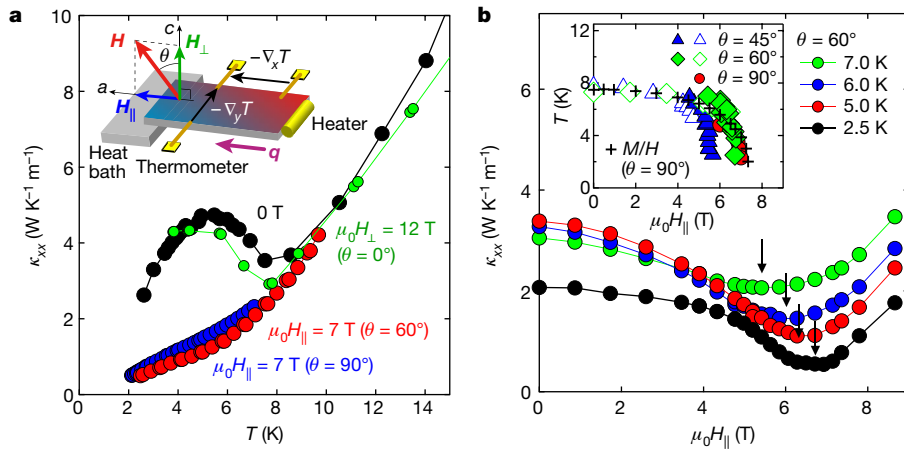 a
κxx (W K−1 m−1)
10
8
6
4
2
0
0 2 4 6 8 10 12 14
T (K)
H
c
H⊥
θ
a
H∥
−∇xT
−∇yT
Heater
Heat
bath
Thermometer
q
0 T
μ0H⊥ = 12 T
(θ = 0°)
μ0H∥ = 7 T (θ = 60°)
μ0H∥ = 7 T (θ = 90°)
b
κxx (W K−1 m−1)
6
4
2
0
0 2 4 6 8
μ0H∥ (T)
T (K)
12
8
4
0
0 2 4 6 8
μ0H∥ (T)
θ = 45°
θ = 60°
θ = 90°
+ M/H
(θ = 90°)
θ = 60°
7.0 K
6.0 K
5.0 K
2.5 K